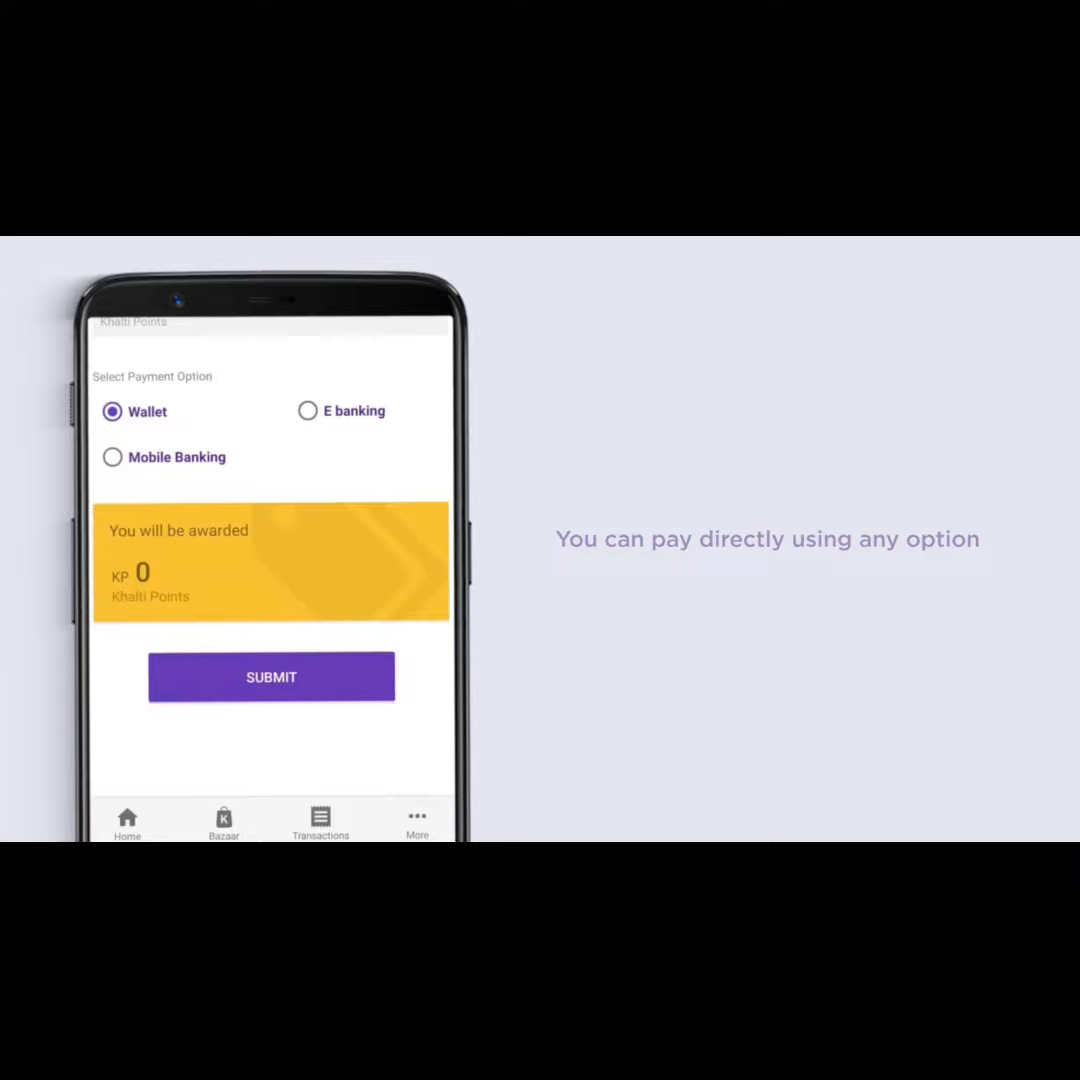 Khalti Points
Select Payment Option
Wallet
E banking
Mobile Banking
You will be awarded
KP 0
Khalti Points
SUBMIT
K
Home
Bazaar
Transactions
More
You can pay directly using any option